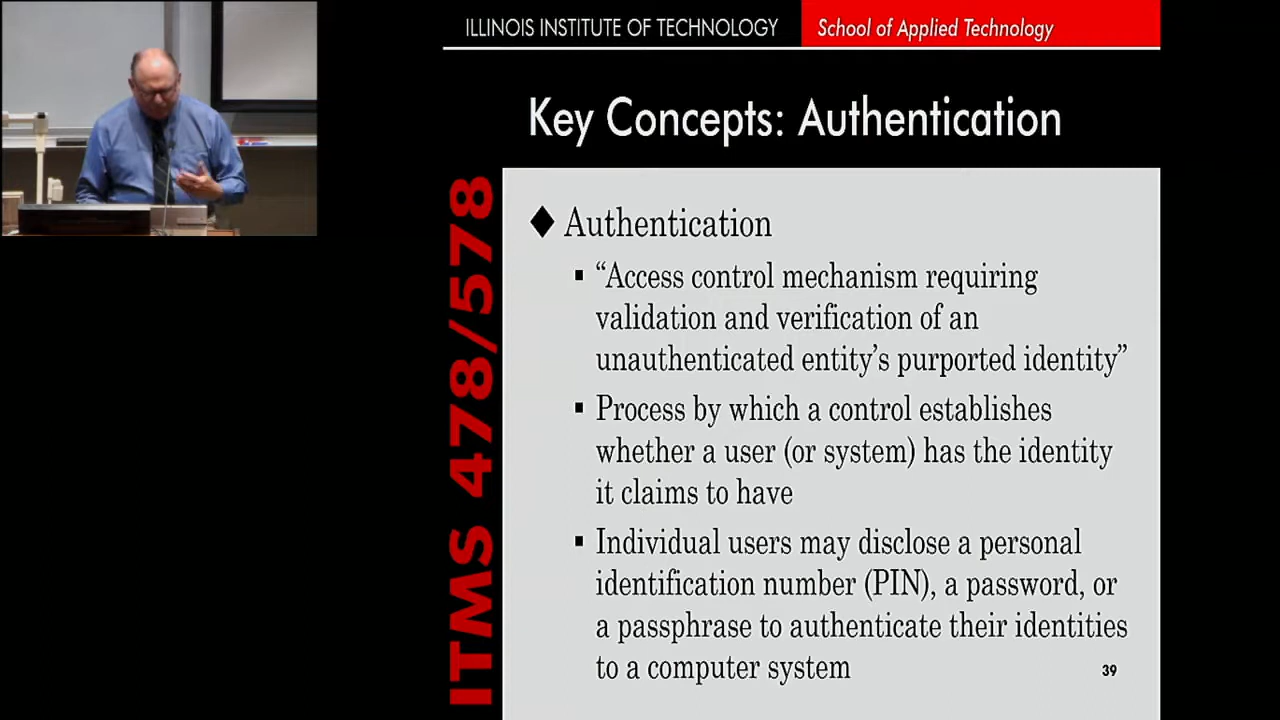 ILLINOIS INSTITUTE OF TECHNOLOGY
School of Applied Technology
Key Concepts: Authentication
ITMS 478/578
◆ Authentication
▪ “Access control mechanism requiring
validation and verification of an
unauthenticated entity’s purported identity”
▪ Process by which a control establishes
whether a user (or system) has the identity
it claims to have
▪ Individual users may disclose a personal
identification number (PIN), a password, or
a passphrase to authenticate their identities
to a computer system
39